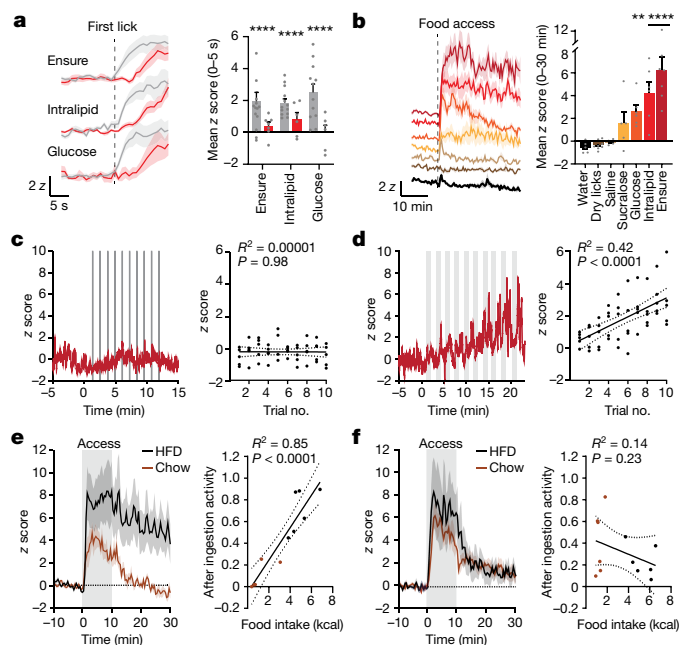 a
First lick
Ensure
Intralipid
Glucose
2 z
5 s
Mean z score (0–5 s)
6
4
2
0
–2
****
****
****
Ensure
Intralipid
Glucose
b
Food access
2 z
10 min
Mean z score (0–30 min)
12
8
6
4
2
0
–2
** ****
Water
Dry licks
Saline
Sucralose
Glucose
Intralipid
Ensure
c
z score
10
8
6
4
2
0
–2
–5 0 5 10 15
Time (min)
R² = 0.00001
P = 0.98
z score
6
4
2
0
–2
2 4 6 8 10
Trial no.
d
z score
10
8
6
4
2
0
–2
–5 0 5 10 15 20
Time (min)
R² = 0.42
P < 0.0001
z score
6
4
2
0
–2
2 4 6 8 10
Trial no.
e
Access
HFD
Chow
z score
12
10
8
6
4
2
0
–2
–10 0 10 20 30
Time (min)
R² = 0.85
P < 0.0001
After ingestion activity
1.2
1.0
0.8
0.6
0.4
0.2
0
0 2 4 6 8
Food intake (kcal)
f
Access
HFD
Chow
z score
12
10
8
6
4
2
0
–2
–10 0 10 20 30
Time (min)
R² = 0.14
P = 0.23
After ingestion activity
1.2
1.0
0.8
0.6
0.4
0.2
0
0 2 4 6 8
Food intake (kcal)